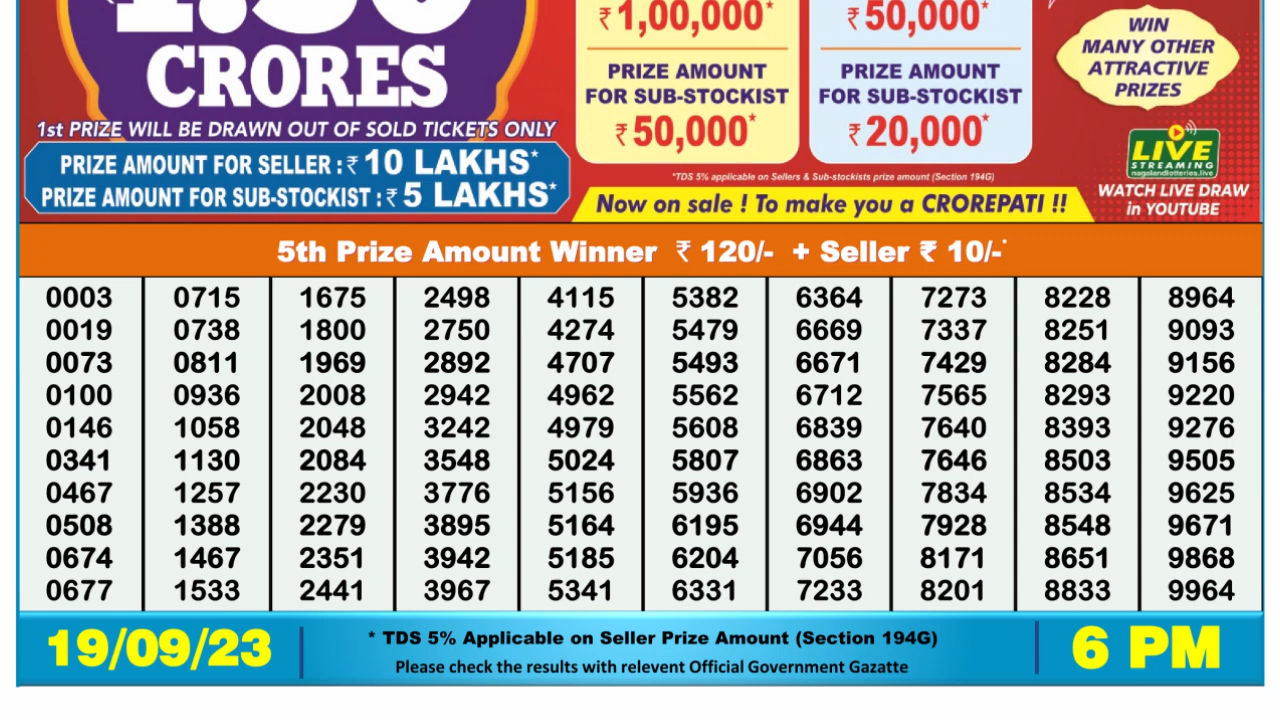 CRORES
1st PRIZE WILL BE DRAWN OUT OF SOLD TICKETS ONLY
PRIZE AMOUNT FOR SELLER : ₹ 10 LAKHS*
PRIZE AMOUNT FOR SUB-STOCKIST : ₹ 5 LAKHS*
₹ 1,00,000*
PRIZE AMOUNT
FOR SUB-STOCKIST
₹ 50,000*
₹ 50,000*
PRIZE AMOUNT
FOR SUB-STOCKIST
₹ 20,000*
*TDS 5% applicable on Sellers & Sub-stockists prize amount (Section 194G)
Now on sale ! To make you a CROREPATI !!
WIN
MANY OTHER
ATTRACTIVE
PRIZES
LIVE
STREAMING
nagalandlotteries.live
WATCH LIVE DRAW
in YOUTUBE
5th Prize Amount Winner ₹ 120/- + Seller ₹ 10/-*
0003 0715 1675 2498 4115 5382 6364 7273 8228 8964
0019 0738 1800 2750 4274 5479 6669 7337 8251 9093
0073 0811 1969 2892 4707 5493 6671 7429 8284 9156
0100 0936 2008 2942 4962 5562 6712 7565 8293 9220
0146 1058 2048 3242 4979 5608 6839 7640 8393 9276
0341 1130 2084 3548 5024 5807 6863 7646 8503 9505
0467 1257 2230 3776 5156 5936 6902 7834 8534 9625
0508 1388 2279 3895 5164 6195 6944 7928 8548 9671
0674 1467 2351 3942 5185 6204 7056 8171 8651 9868
0677 1533 2441 3967 5341 6331 7233 8201 8833 9964
19/09/23
* TDS 5% Applicable on Seller Prize Amount (Section 194G)
Please check the results with relevent Official Government Gazatte
6 PM